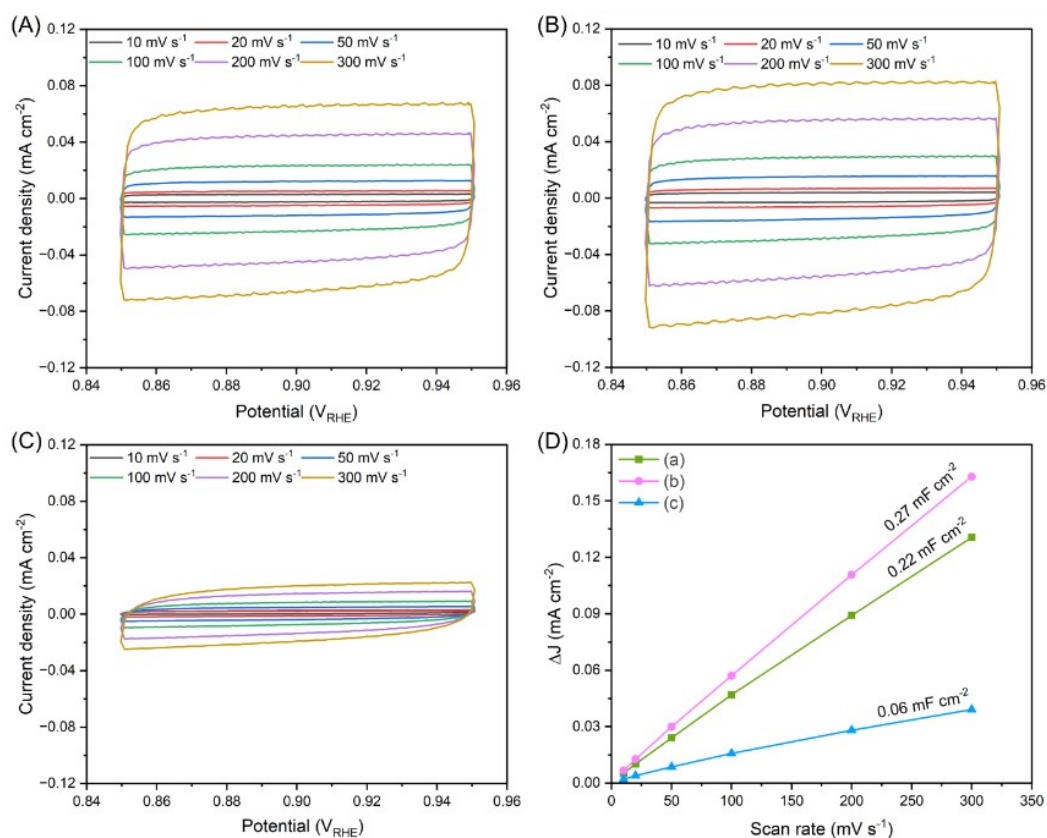 (A)
10 mV s⁻¹ 20 mV s⁻¹ 50 mV s⁻¹
100 mV s⁻¹ 200 mV s⁻¹ 300 mV s⁻¹
Current density (mA cm⁻²)
0.12
0.08
0.04
0.00
−0.04
−0.08
−0.12
0.84 0.86 0.88 0.90 0.92 0.94 0.96
Potential (V_RHE)
(B)
10 mV s⁻¹ 20 mV s⁻¹ 50 mV s⁻¹
100 mV s⁻¹ 200 mV s⁻¹ 300 mV s⁻¹
Current density (mA cm⁻²)
0.12
0.08
0.04
0.00
−0.04
−0.08
−0.12
0.84 0.86 0.88 0.90 0.92 0.94 0.96
Potential (V_RHE)
(C)
10 mV s⁻¹ 20 mV s⁻¹ 50 mV s⁻¹
100 mV s⁻¹ 200 mV s⁻¹ 300 mV s⁻¹
Current density (mA cm⁻²)
0.12
0.08
0.04
0.00
−0.04
−0.08
−0.12
0.84 0.86 0.88 0.90 0.92 0.94 0.96
Potential (V_RHE)
(D)
(a)
(b)
(c)
0.27 mF cm⁻²
0.22 mF cm⁻²
0.06 mF cm⁻²
ΔJ (mA cm⁻²)
0.18
0.15
0.12
0.09
0.06
0.03
0.00
0 50 100 150 200 250 300 350
Scan rate (mV s⁻¹)